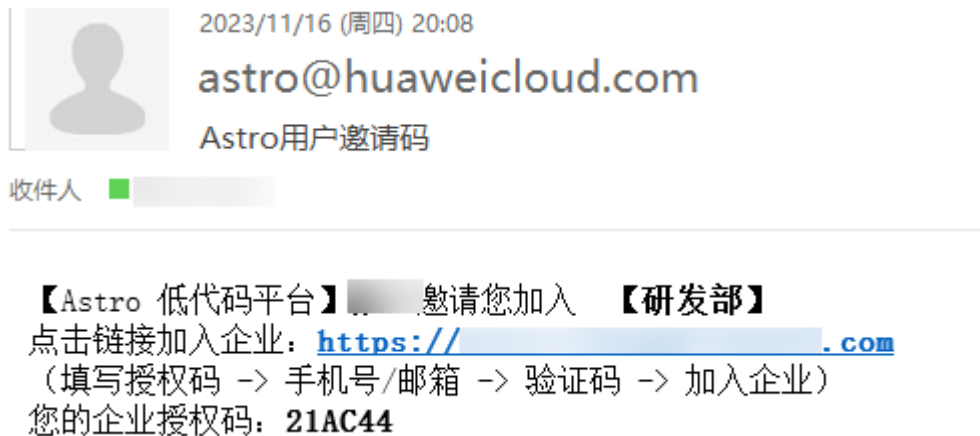 2023/11/16 (周四) 20:08
astro@huaweicloud.com
Astro用户邀请码
收件人
【Astro 低代码平台】 邀请您加入 【研发部】
点击链接加入企业: https:// .com
(填写授权码 -> 手机号/邮箱 -> 验证码 -> 加入企业)
您的企业授权码: 21AC44